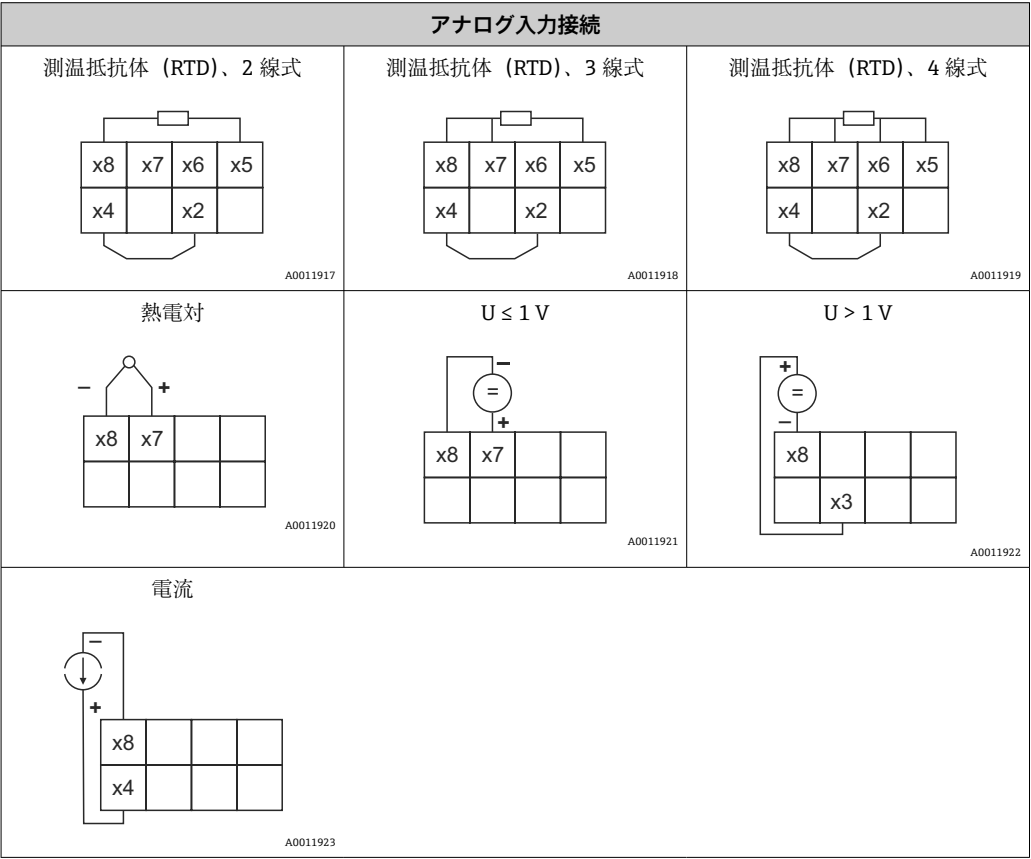 アナログ入力接続
測温抵抗体 (RTD)、2 線式
測温抵抗体 (RTD)、3 線式
測温抵抗体 (RTD)、4 線式
x8 x7 x6 x5
x4 x2
A0011917
x8 x7 x6 x5
x4 x2
A0011918
x8 x7 x6 x5
x4 x2
A0011919
熱電対
U ≤ 1 V
U > 1 V
− +
x8 x7
A0011920
−
=
+
x8 x7
A0011921
+
=
−
x8
x3
A0011922
電流
−
+
x8
x4
A0011923